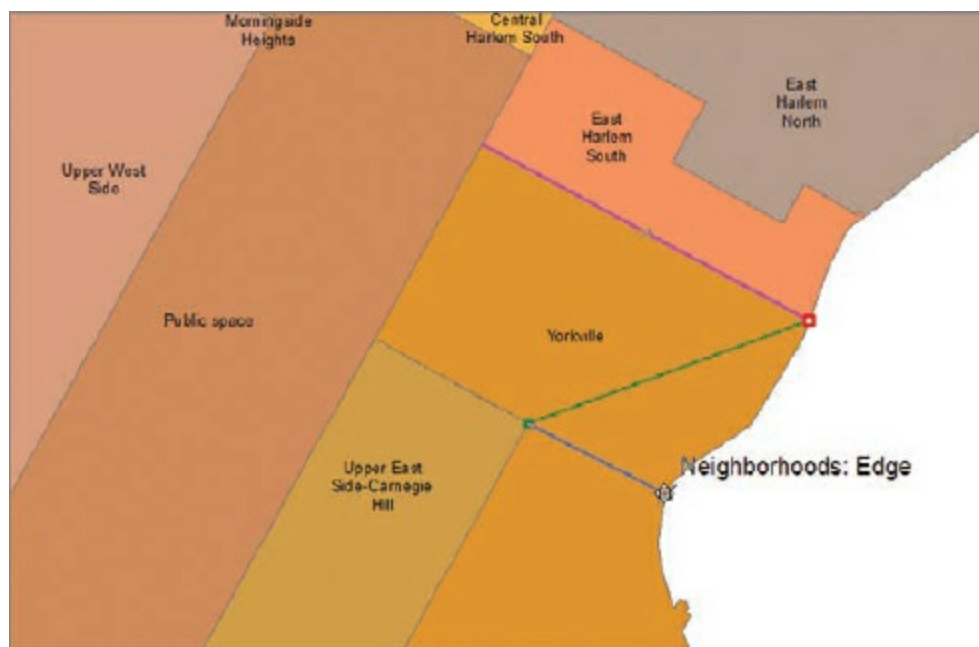 Morningside
Heights
Central
Harlem South
East
Harlem
North
East
Harlem
South
Upper West
Side
Public space
Yorkville
Upper East
Side-Carnegie
Hill
Neighborhoods: Edge